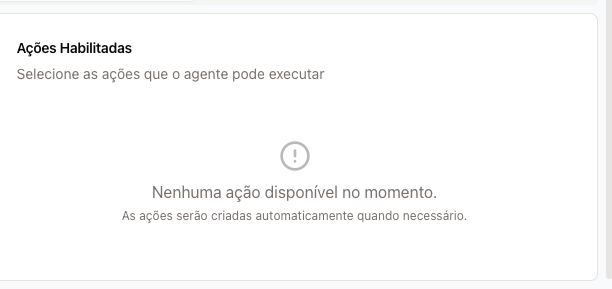 Ações Habilitadas
Selecione as ações que o agente pode executar
Nenhuma ação disponível no momento.
As ações serão criadas automaticamente quando necessário.